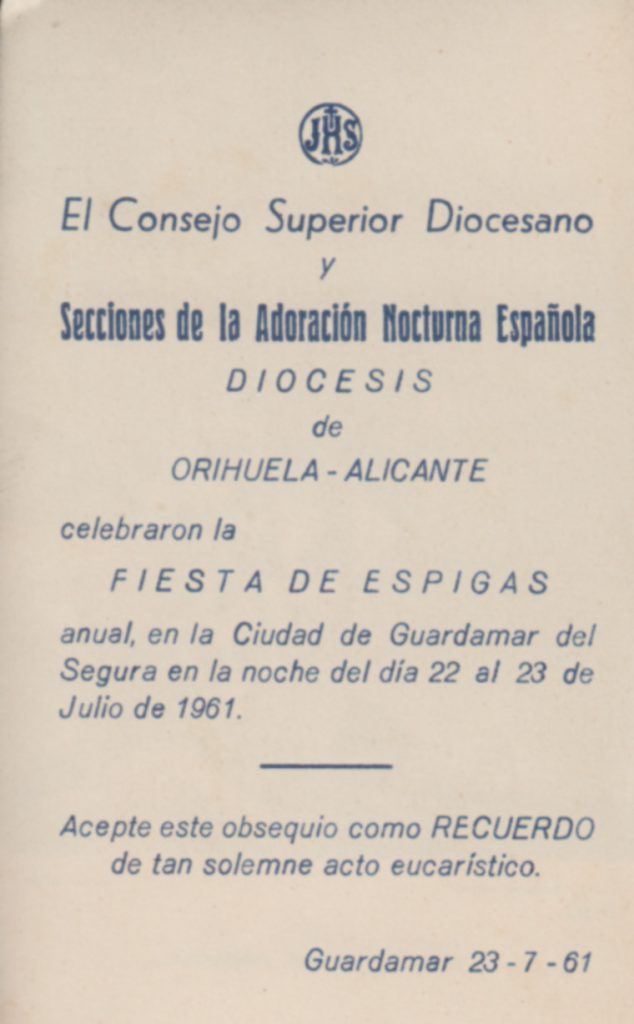 JHS
El Consejo Superior Diocesano
y
Secciones de la Adoración Nocturna Española
DIOCESIS
de
ORIHUELA - ALICANTE
celebraron la
FIESTA DE ESPIGAS
anual, en la Ciudad de Guardamar del
Segura en la noche del día 22 al 23 de
Julio de 1961.
Acepte este obsequio como RECUERDO
de tan solemne acto eucarístico.
Guardamar 23 - 7 - 61